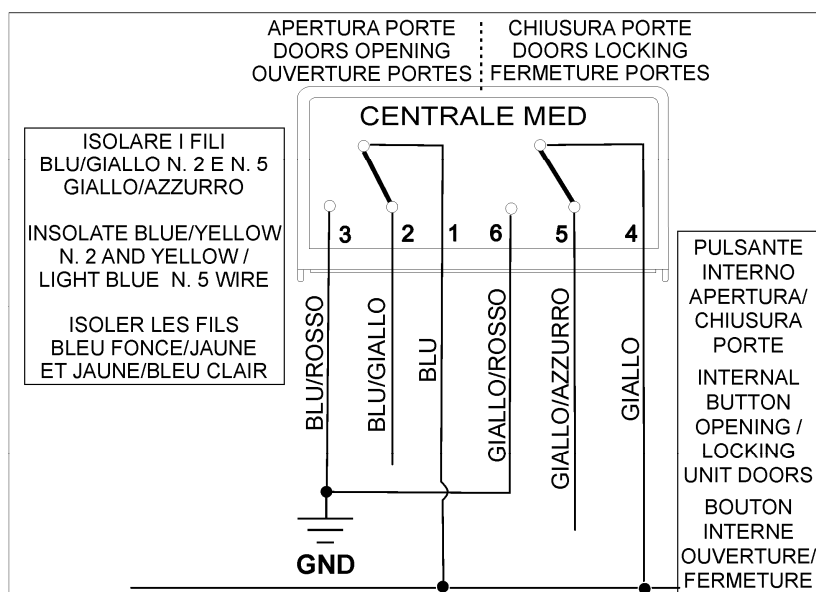 APERTURA PORTE
DOORS OPENING
OUVERTURE PORTES
CHIUSURA PORTE
DOORS LOCKING
FERMETURE PORTES
CENTRALE MED
ISOLARE I FILI
BLU/GIALLO N. 2 E N. 5
GIALLO/AZZURRO
INSOLATE BLUE/YELLOW
N. 2 AND YELLOW /
LIGHT BLUE N. 5 WIRE
ISOLER LES FILS
BLEU FONCE/JAUNE
ET JAUNE/BLEU CLAIR
3 2 1 6 5 4
BLU/ROSSO
BLU/GIALLO
BLU
GIALLO/ROSSO
GIALLO/AZZURRO
GIALLO
GND
PULSANTE
INTERNO
APERTURA/
CHIUSURA
PORTE
INTERNAL
BUTTON
OPENING /
LOCKING
UNIT DOORS
BOUTON
INTERNE
OUVERTURE/
FERMETURE